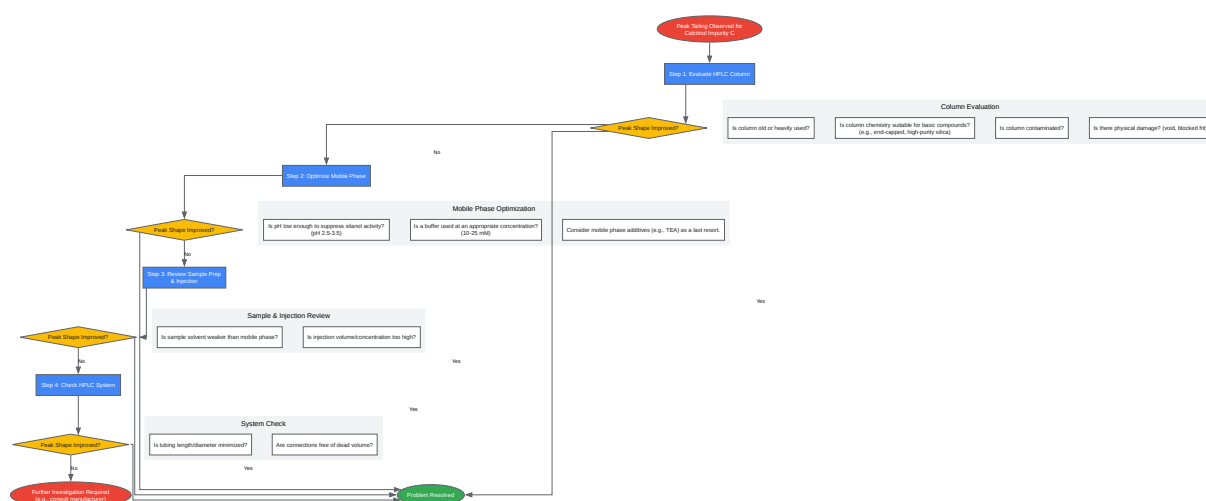 Peak Tailing Observed for
Calcitriol Impurity C
Step 1: Evaluate HPLC Column
Column Evaluation
Peak Shape Improved?
Is column old or heavily used?
Is column chemistry suitable for basic compounds?
(e.g., end-capped, high-purity silica)
Is column contaminated?
Is there physical damage? (void, blocked frit
No
Step 2: Optimize Mobile Phase
Mobile Phase Optimization
Peak Shape Improved?
Is pH low enough to suppress silanol activity?
(pH 2.5-3.5)
Is a buffer used at an appropriate concentration?
(10-25 mM)
Consider mobile phase additives (e.g., TEA) as a last resort.
No
Step 3: Review Sample Prep
& Injection
Yes
Sample & Injection Review
Peak Shape Improved?
Is sample solvent weaker than mobile phase?
Is injection volume/concentration too high?
No
Yes
Step 4: Check HPLC System
Yes
System Check
Peak Shape Improved?
Is tubing length/diameter minimized?
Are connections free of dead volume?
No
Yes
Further Investigation Required
(e.g., consult manufacturer)
Problem Resolved